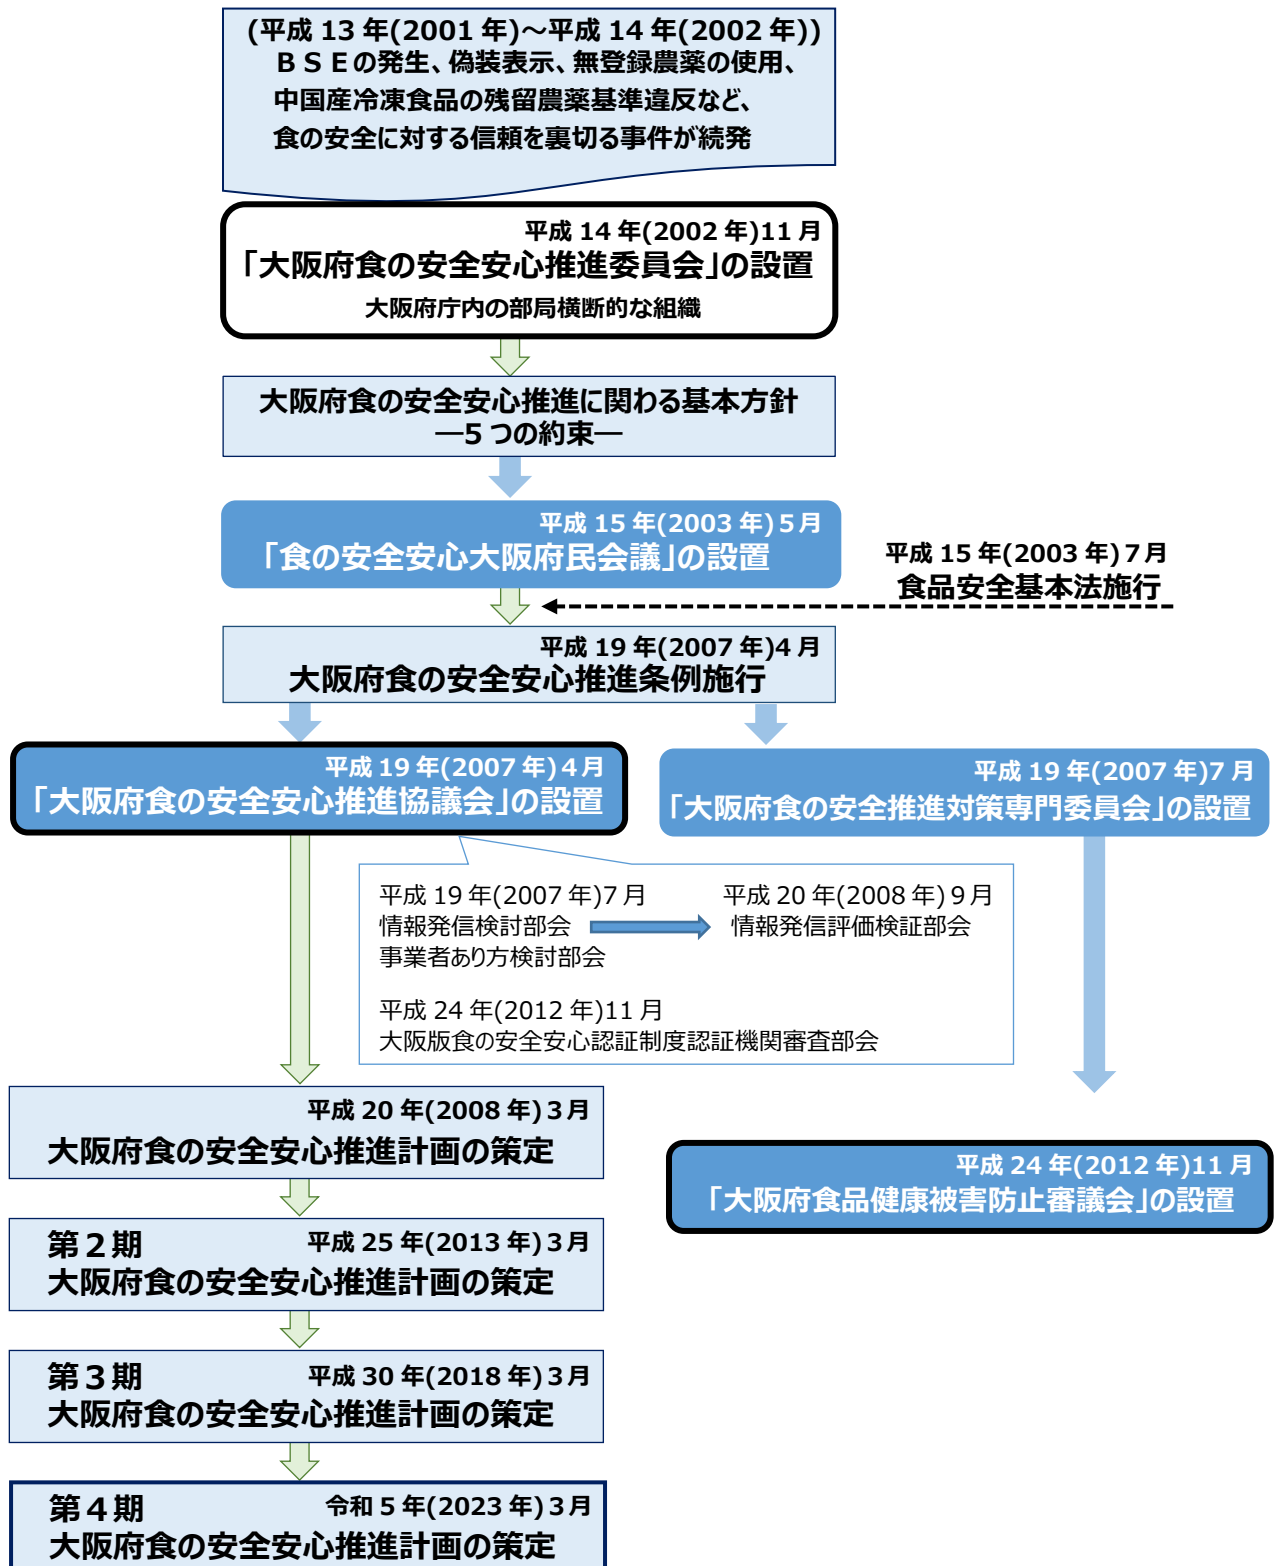 (平成 13 年(2001 年)～平成 14 年(2002 年))
ＢＳＥの発生、偽装表示、無登録農薬の使用、
中国産冷凍食品の残留農薬基準違反など、
食の安全に対する信頼を裏切る事件が続発
平成 14 年(2002 年)11 月
「大阪府食の安全安心推進委員会」の設置
大阪府庁内の部局横断的な組織
大阪府食の安全安心推進に関わる基本方針
―５つの約束―
平成 15 年(2003 年)５月
「食の安全安心大阪府民会議」の設置
平成 15 年(2003 年)７月
食品安全基本法施行
平成 19 年(2007 年)４月
大阪府食の安全安心推進条例施行
平成 19 年(2007 年)４月
「大阪府食の安全安心推進協議会」の設置
平成 19 年(2007 年)７月
「大阪府食の安全推進対策専門委員会」の設置
平成 19 年(2007 年)7 月　平成 20 年(2008 年)９月
情報発信検討部会　情報発信評価検証部会
事業者あり方検討部会
平成 24 年(2012 年)11 月
大阪版食の安全安心認証制度認証機関審査部会
平成 20 年(2008 年)３月
大阪府食の安全安心推進計画の策定
平成 24 年(2012 年)11 月
「大阪府食品健康被害防止審議会」の設置
第２期　平成 25 年(2013 年)３月
大阪府食の安全安心推進計画の策定
第３期　平成 30 年(2018 年)３月
大阪府食の安全安心推進計画の策定
第４期　令和５年(2023 年)３月
大阪府食の安全安心推進計画の策定